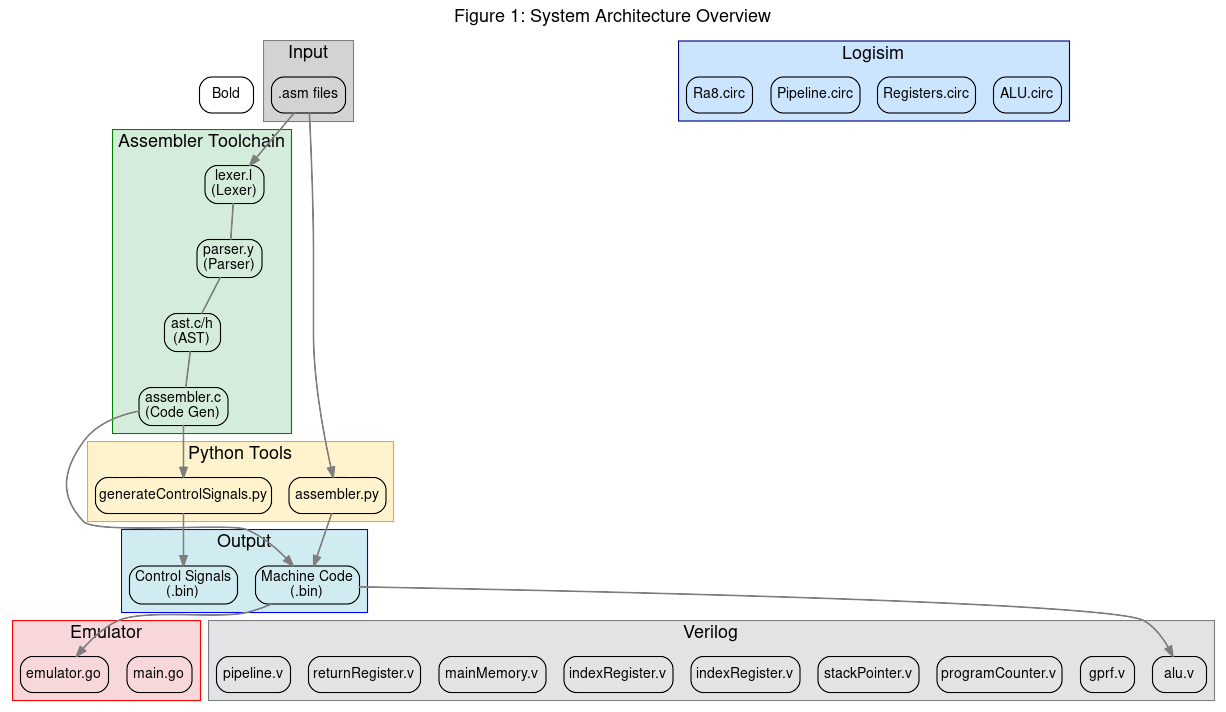 Figure 1: System Architecture Overview
Input
Logisim
Bold
.asm files
Ra8.circ
Pipeline.circ
Registers.circ
ALU.circ
Assembler Toolchain
lexer.l
(Lexer)
parser.y
(Parser)
ast.c/h
(AST)
assembler.c
(Code Gen)
Python Tools
generateControlSignals.py
assembler.py
Output
Control Signals
(.bin)
Machine Code
(.bin)
Emulator
emulator.go
main.go
Verilog
pipeline.v
returnRegister.v
mainMemory.v
indexRegister.v
indexRegister.v
stackPointer.v
programCounter.v
gprf.v
alu.v